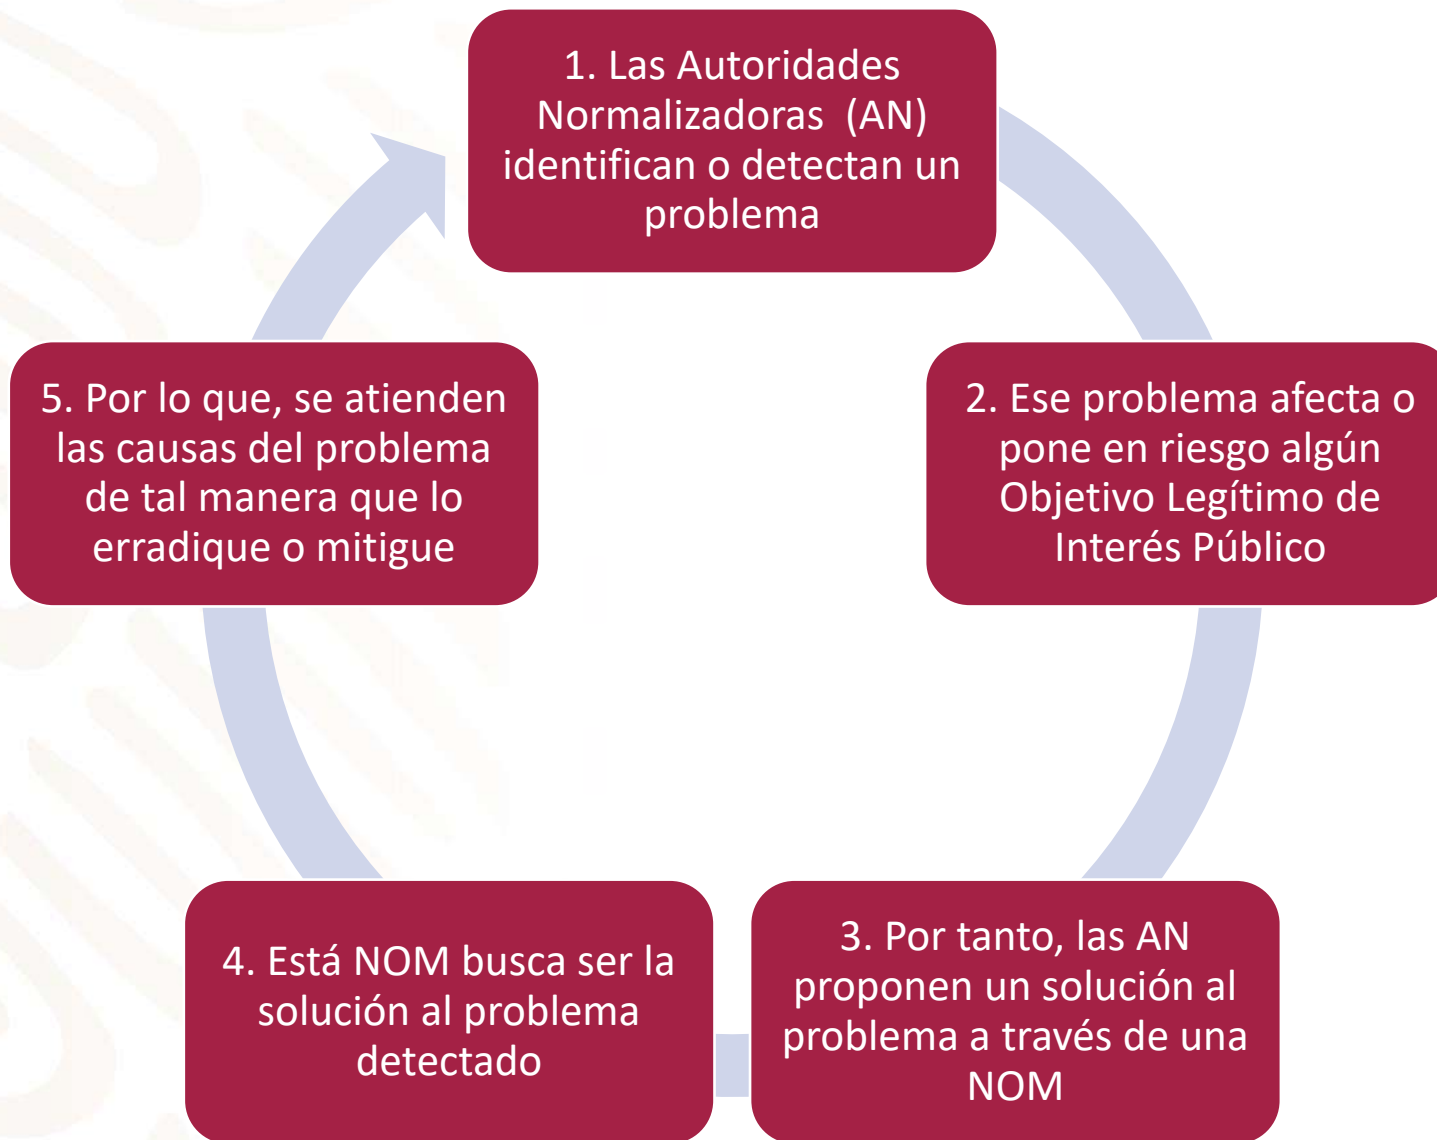 1. Las Autoridades
Normalizadoras  (AN)
identifican o detectan un
problema
2. Ese problema afecta o
pone en riesgo algún
Objetivo Legítimo de
Interés Público
3. Por tanto, las AN
proponen un solución al
problema a través de una
NOM
4. Está NOM busca ser la
solución al problema
detectado
5. Por lo que, se atienden
las causas del problema
de tal manera que lo
erradique o mitigue